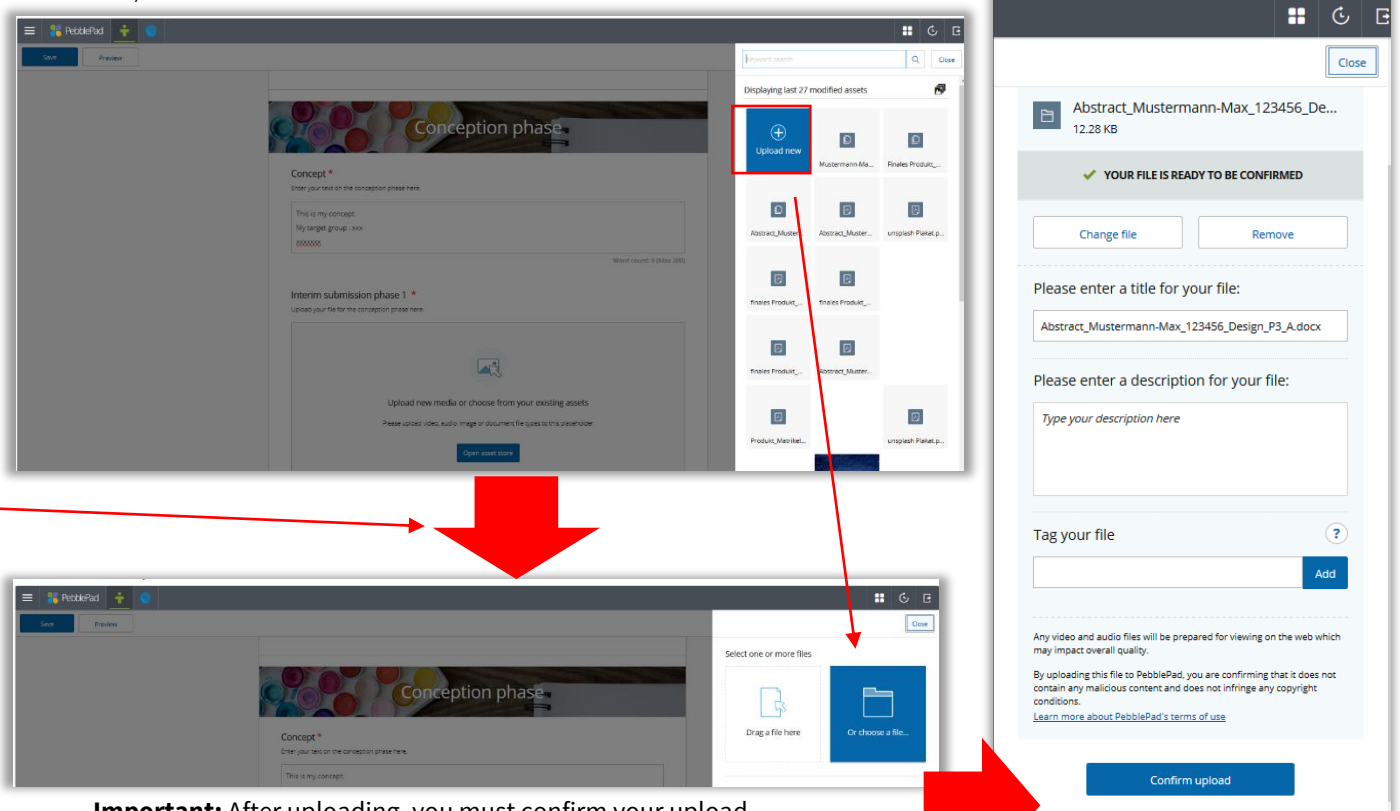 PebblePad
Save
Preview
Conception phase
Concept *
Enter your text on the conception phase here.
This is my concept:
My target group : xxx
Word count: 9 (Max 200)
Interim submission phase 1 *
Upload your file for the conception phase here.
Upload new media or choose from your existing assets
Please upload video, audio, image or document file types to this placeholder
Open asset store
Keyword search
Close
Displaying last 27 modified assets
Upload new
Mustermann-Ma...
Finales Produkt_...
Abstract_Muster...
Abstract_Muster...
unsplash Plakat.p...
finales Produkt_...
finales Produkt_...
finales Produkt_...
Abstract_Muster...
Produkt_Matrikel...
unsplash Plakat.p...
PebblePad
Save
Preview
Conception phase
Concept *
Enter your text on the conception phase here.
This is my concept:
Close
Select one or more files
Drag a file here
Or choose a file...
Important: After uploading, you must confirm your upload
Close
Abstract_Mustermann-Max_123456_De...
12.28 KB
YOUR FILE IS READY TO BE CONFIRMED
Change file
Remove
Please enter a title for your file:
Abstract_Mustermann-Max_123456_Design_P3_A.docx
Please enter a description for your file:
Type your description here
Tag your file
?
Add
Any video and audio files will be prepared for viewing on the web which
may impact overall quality.
By uploading this file to PebblePad, you are confirming that it does not
contain any malicious content and does not infringe any copyright
conditions.
Learn more about PebblePad's terms of use
Confirm upload